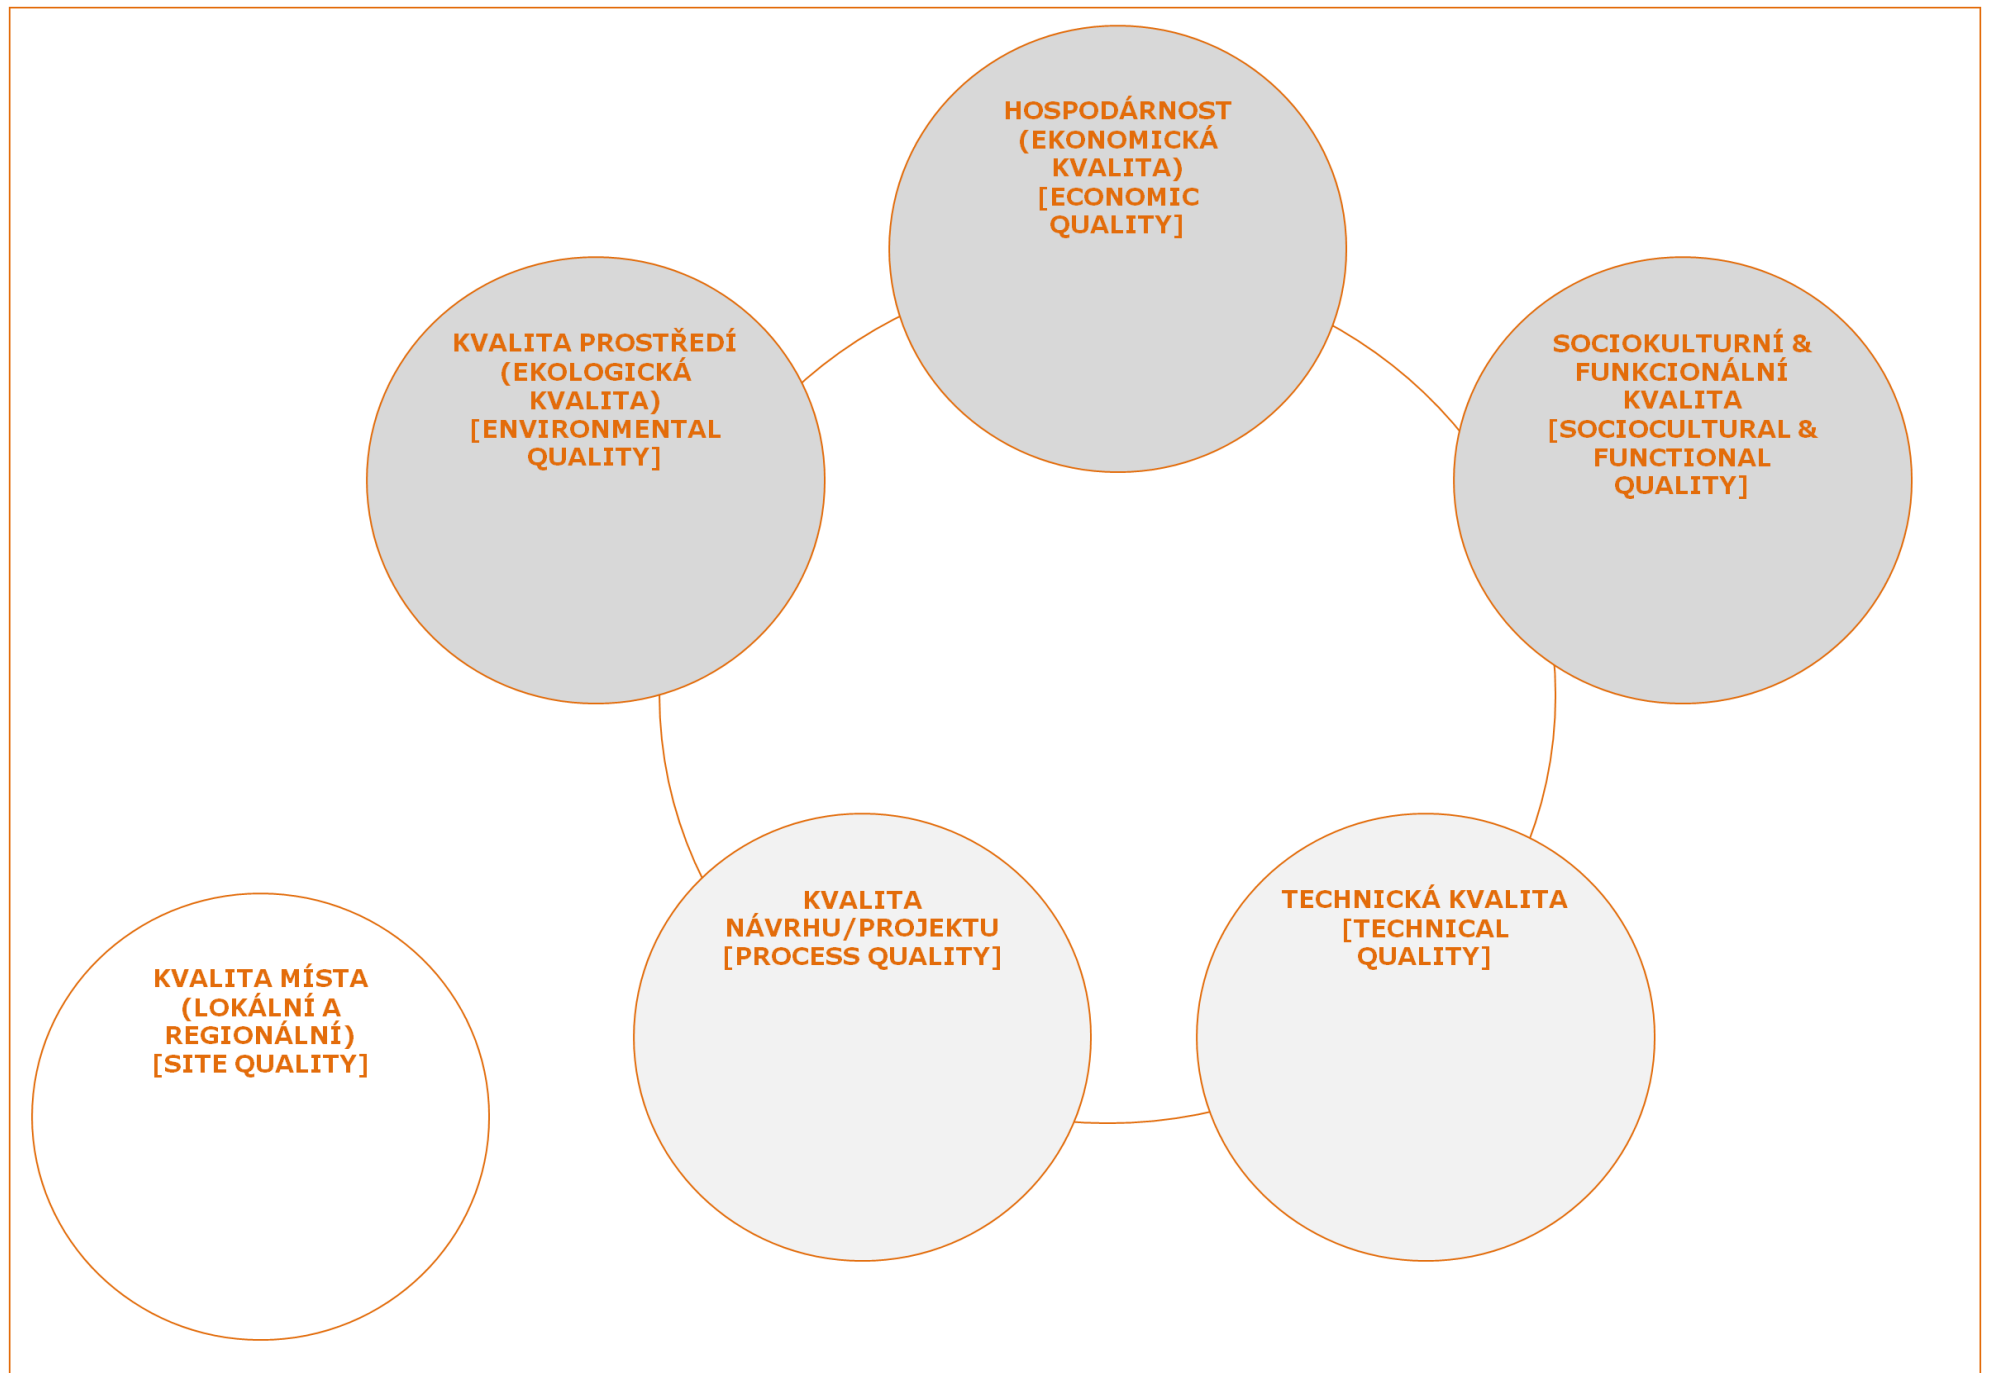 HOSPODÁRNOST
(EKONOMICKÁ
KVALITA)
[ECONOMIC
QUALITY]
KVALITA PROSTŘEDÍ
(EKOLOGICKÁ
KVALITA)
[ENVIRONMENTAL
QUALITY]
SOCIOKULTURNÍ &
FUNKCIONÁLNÍ
KVALITA
[SOCIOCULTURAL &
FUNCTIONAL
QUALITY]
KVALITA
NÁVRHU/PROJEKTU
[PROCESS QUALITY]
TECHNICKÁ KVALITA
[TECHNICAL
QUALITY]
KVALITA MÍSTA
(LOKÁLNÍ A
REGIONÁLNÍ)
[SITE QUALITY]